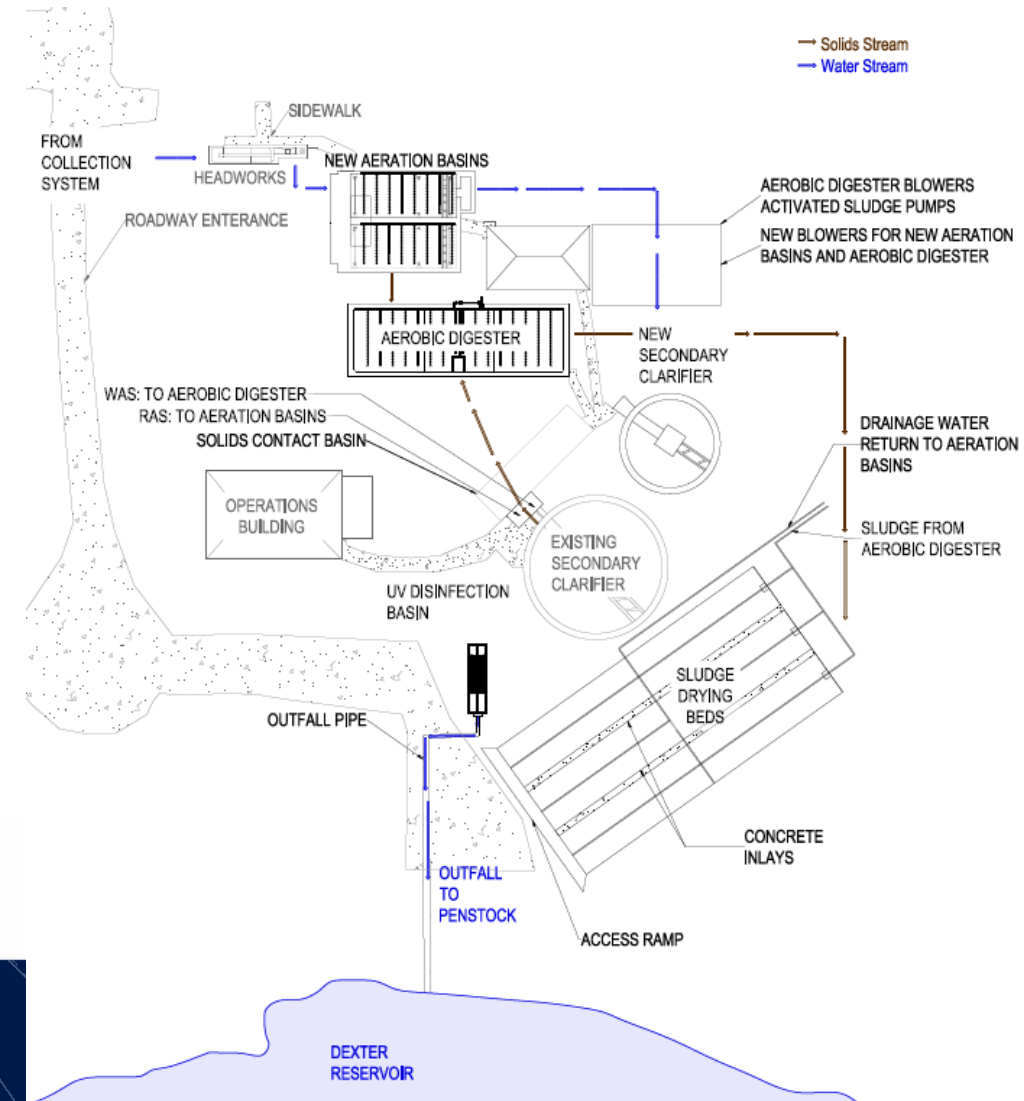 Solids Stream
Water Stream
SIDEWALK
FROM
COLLECTION
SYSTEM
HEADWORKS
NEW AERATION BASINS
ROADWAY ENTERANCE
AEROBIC DIGESTER BLOWERS
ACTIVATED SLUDGE PUMPS
NEW BLOWERS FOR NEW AERATION
BASINS AND AEROBIC DIGESTER
AEROBIC DIGESTER
NEW
SECONDARY
CLARIFIER
WAS: TO AEROBIC DIGESTER
RAS: TO AERATION BASINS
SOLIDS CONTACT BASIN
DRAINAGE WATER
RETURN TO AERATION
BASINS
OPERATIONS
BUILDING
EXISTING
SECONDARY
CLARIFIER
SLUDGE FROM
AEROBIC DIGESTER
UV DISINFECTION
BASIN
SLUDGE
DRYING
BEDS
OUTFALL PIPE
CONCRETE
INLAYS
OUTFALL
TO
PENSTOCK
ACCESS RAMP
DEXTER
RESERVOIR